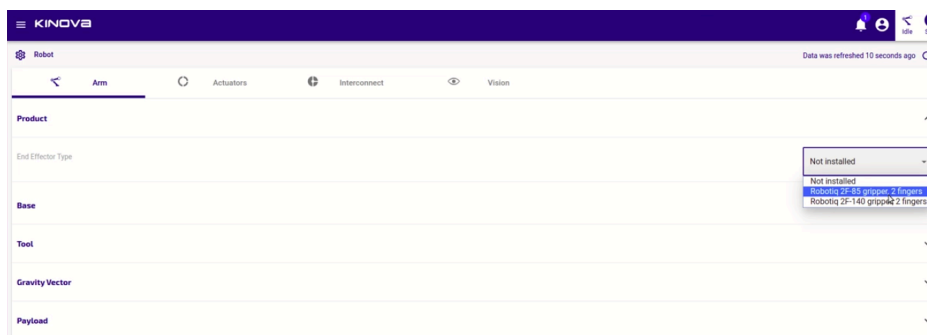 KINOVA
1
Idle
Robot
Data was refreshed 10 seconds ago
Arm
Actuators
Interconnect
Vision
Product
End Effector Type
Not installed
Not installed
Robotiq 2F-85 gripper. 2 fingers
Robotiq 2F-140 gripper 2 fingers
Base
Tool
Gravity Vector
Payload